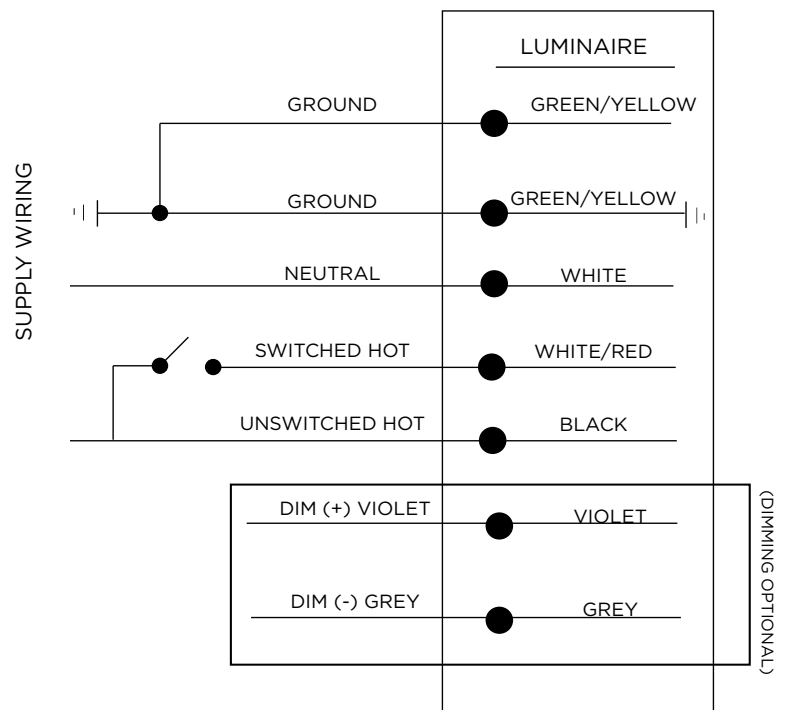 LUMINAIRE
GROUND
GREEN/YELLOW
SUPPLY WIRING
GROUND
GREEN/YELLOW
NEUTRAL
WHITE
SWITCHED HOT
WHITE/RED
UNSWITCHED HOT
BLACK
DIM (+) VIOLET
VIOLET
DIM (-) GREY
GREY
(DIMMING OPTIONAL)